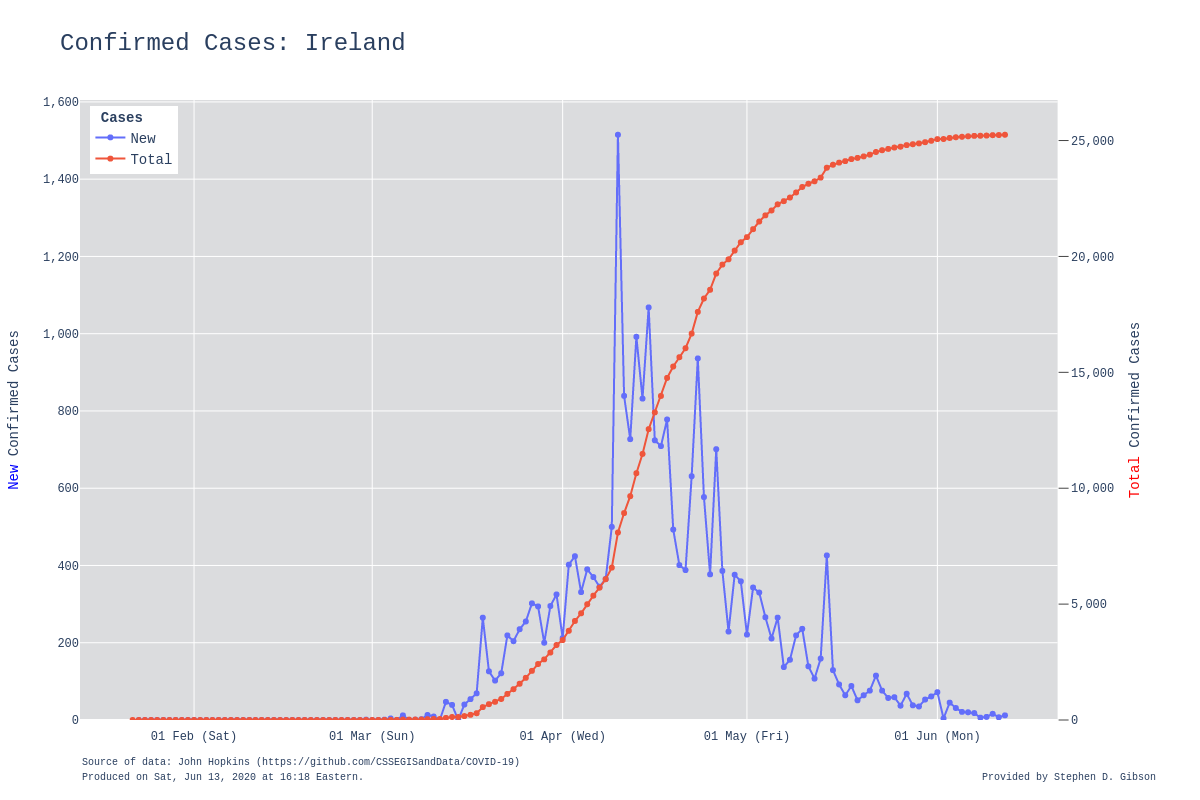 Confirmed Cases: Ireland
Cases
New
Total
1,600
1,400
1,200
1,000
800
600
400
200
0
New Confirmed Cases
25,000
20,000
15,000
10,000
5,000
0
Total Confirmed Cases
01 Feb (Sat)
01 Mar (Sun)
01 Apr (Wed)
01 May (Fri)
01 Jun (Mon)
Source of data: John Hopkins (https://github.com/CSSEGISandData/COVID-19)
Produced on Sat, Jun 13, 2020 at 16:18 Eastern.
Provided by Stephen D. Gibson